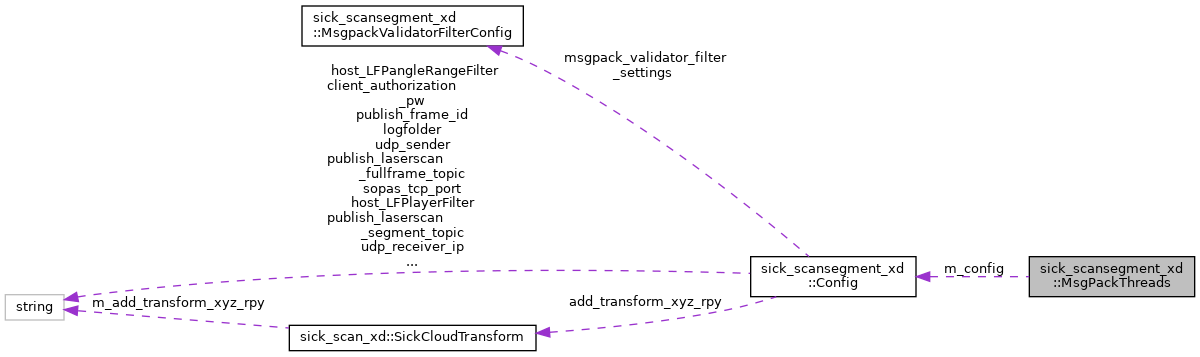 sick_scansegment_xd
::MsgpackValidatorFilterConfig
msgpack_validator_filter
_settings
host_LFPangleRangeFilter
client_authorization
_pw
publish_frame_id
logfolder
udp_sender
publish_laserscan
_fullframe_topic
sopas_tcp_port
host_LFPlayerFilter
publish_laserscan
_segment_topic
udp_receiver_ip
...
sick_scansegment_xd
::Config
m_config
sick_scansegment_xd
::MsgPackThreads
string
m_add_transform_xyz_rpy
add_transform_xyz_rpy
sick_scan_xd::SickCloudTransform